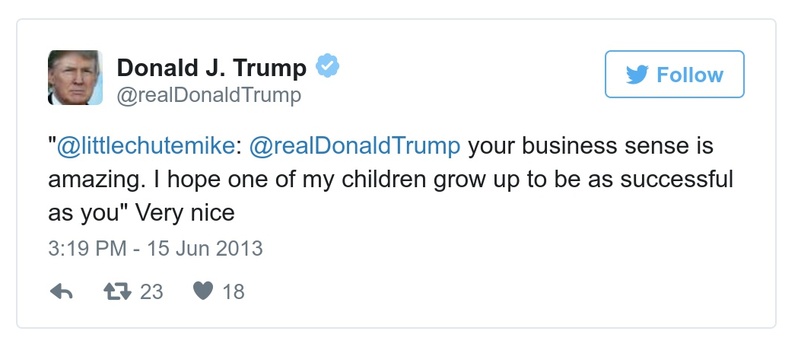 Donald J. Trump
@realDonaldTrump
Follow
"@littlechutemike: @realDonaldTrump your business sense is
amazing. I hope one of my children grow up to be as successful
as you" Very nice
3:19 PM - 15 Jun 2013
23 18